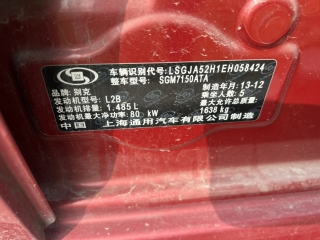 车辆识别代号: LSGJA52H1EH058424
整车型号: SGM7150ATA
品牌: 别克
制造年月: 13-12
发动机型号: L2B
乘坐人数: 5
发动机排量: 1.485 L
最大允许总质量:
发动机最大净功率: 80 kW
1638 kg
中国 上海通用汽车有限公司制造